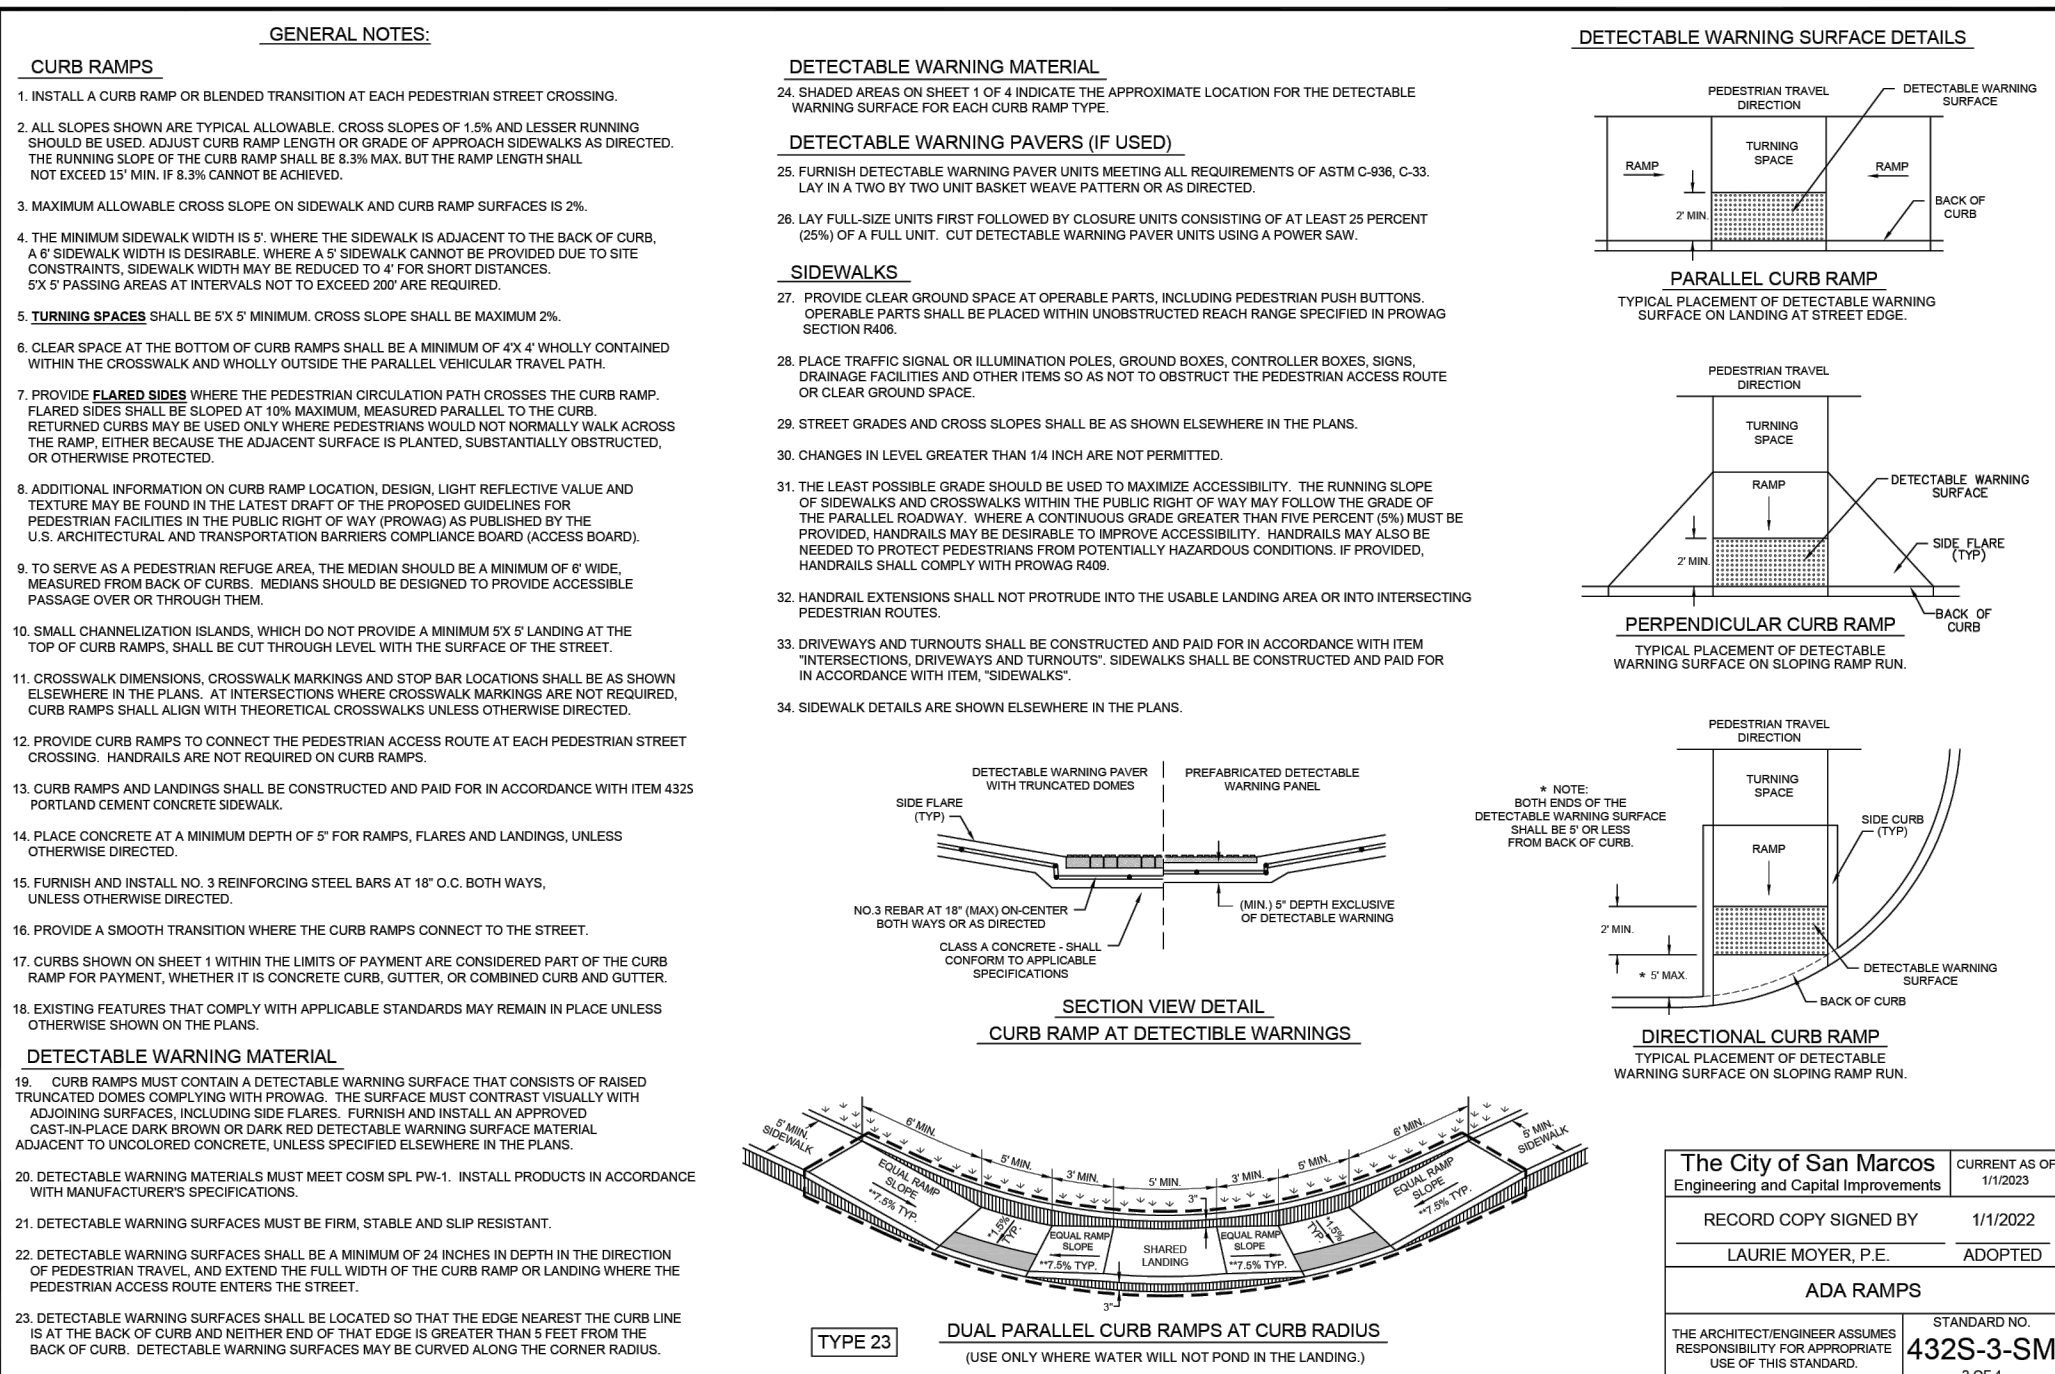 GENERAL NOTES:
CURB RAMPS
1. INSTALL A CURB RAMP OR BLENDED TRANSITION AT EACH PEDESTRIAN STREET CROSSING.
2. ALL SLOPES SHOWN ARE TYPICAL ALLOWABLE. CROSS SLOPES OF 1.5% AND LESSER RUNNING
SHOULD BE USED. ADJUST CURB RAMP LENGTH OR GRADE OF APPROACH SIDEWALKS AS DIRECTED.
THE RUNNING SLOPE OF THE CURB RAMP SHALL BE 8.3% MAX. BUT THE RAMP LENGTH SHALL
NOT EXCEED 15' MIN. IF 8.3% CANNOT BE ACHIEVED.
3. MAXIMUM ALLOWABLE CROSS SLOPE ON SIDEWALK AND CURB RAMP SURFACES IS 2%.
4. THE MINIMUM SIDEWALK WIDTH IS 5'. WHERE THE SIDEWALK IS ADJACENT TO THE BACK OF CURB,
A 6' SIDEWALK WIDTH IS DESIRABLE. WHERE A 5' SIDEWALK CANNOT BE PROVIDED DUE TO SITE
CONSTRAINTS, SIDEWALK WIDTH MAY BE REDUCED TO 4' FOR SHORT DISTANCES.
5'X 5' PASSING AREAS AT INTERVALS NOT TO EXCEED 200' ARE REQUIRED.
5. TURNING SPACES SHALL BE 5'X 5' MINIMUM. CROSS SLOPE SHALL BE MAXIMUM 2%.
6. CLEAR SPACE AT THE BOTTOM OF CURB RAMPS SHALL BE A MINIMUM OF 4'X 4' WHOLLY CONTAINED
WITHIN THE CROSSWALK AND WHOLLY OUTSIDE THE PARALLEL VEHICULAR TRAVEL PATH.
7. PROVIDE FLARED SIDES WHERE THE PEDESTRIAN CIRCULATION PATH CROSSES THE CURB RAMP.
FLARED SIDES SHALL BE SLOPED AT 10% MAXIMUM, MEASURED PARALLEL TO THE CURB.
RETURNED CURBS MAY BE USED ONLY WHERE PEDESTRIANS WOULD NOT NORMALLY WALK ACROSS
THE RAMP, EITHER BECAUSE THE ADJACENT SURFACE IS PLANTED, SUBSTANTIALLY OBSTRUCTED,
OR OTHERWISE PROTECTED.
8. ADDITIONAL INFORMATION ON CURB RAMP LOCATION, DESIGN, LIGHT REFLECTIVE VALUE AND
TEXTURE MAY BE FOUND IN THE LATEST DRAFT OF THE PROPOSED GUIDELINES FOR
PEDESTRIAN FACILITIES IN THE PUBLIC RIGHT OF WAY (PROWAG) AS PUBLISHED BY THE
U.S. ARCHITECTURAL AND TRANSPORTATION BARRIERS COMPLIANCE BOARD (ACCESS BOARD).
9. TO SERVE AS A PEDESTRIAN REFUGE AREA, THE MEDIAN SHOULD BE A MINIMUM OF 6' WIDE,
MEASURED FROM BACK OF CURBS. MEDIANS SHOULD BE DESIGNED TO PROVIDE ACCESSIBLE
PASSAGE OVER OR THROUGH THEM.
10. SMALL CHANNELIZATION ISLANDS, WHICH DO NOT PROVIDE A MINIMUM 5'X 5' LANDING AT THE
TOP OF CURB RAMPS, SHALL BE CUT THROUGH LEVEL WITH THE SURFACE OF THE STREET.
11. CROSSWALK DIMENSIONS, CROSSWALK MARKINGS AND STOP BAR LOCATIONS SHALL BE AS SHOWN
ELSEWHERE IN THE PLANS. AT INTERSECTIONS WHERE CROSSWALK MARKINGS ARE NOT REQUIRED,
CURB RAMPS SHALL ALIGN WITH THEORETICAL CROSSWALKS UNLESS OTHERWISE DIRECTED.
12. PROVIDE CURB RAMPS TO CONNECT THE PEDESTRIAN ACCESS ROUTE AT EACH PEDESTRIAN STREET
CROSSING. HANDRAILS ARE NOT REQUIRED ON CURB RAMPS.
13. CURB RAMPS AND LANDINGS SHALL BE CONSTRUCTED AND PAID FOR IN ACCORDANCE WITH ITEM 432S
PORTLAND CEMENT CONCRETE SIDEWALK.
14. PLACE CONCRETE AT A MINIMUM DEPTH OF 5" FOR RAMPS, FLARES AND LANDINGS, UNLESS
OTHERWISE DIRECTED.
15. FURNISH AND INSTALL NO. 3 REINFORCING STEEL BARS AT 18" O.C. BOTH WAYS,
UNLESS OTHERWISE DIRECTED.
16. PROVIDE A SMOOTH TRANSITION WHERE THE CURB RAMPS CONNECT TO THE STREET.
17. CURBS SHOWN ON SHEET 1 WITHIN THE LIMITS OF PAYMENT ARE CONSIDERED PART OF THE CURB
RAMP FOR PAYMENT, WHETHER IT IS CONCRETE CURB, GUTTER, OR COMBINED CURB AND GUTTER.
18. EXISTING FEATURES THAT COMPLY WITH APPLICABLE STANDARDS MAY REMAIN IN PLACE UNLESS
OTHERWISE SHOWN ON THE PLANS.
DETECTABLE WARNING MATERIAL
19. CURB RAMPS MUST CONTAIN A DETECTABLE WARNING SURFACE THAT CONSISTS OF RAISED
TRUNCATED DOMES COMPLYING WITH PROWAG. THE SURFACE MUST CONTRAST VISUALLY WITH
ADJOINING SURFACES, INCLUDING SIDE FLARES. FURNISH AND INSTALL AN APPROVED
CAST-IN-PLACE DARK BROWN OR DARK RED DETECTABLE WARNING SURFACE MATERIAL
ADJACENT TO UNCOLORED CONCRETE, UNLESS SPECIFIED ELSEWHERE IN THE PLANS.
20. DETECTABLE WARNING MATERIALS MUST MEET COSM SPL PW-1. INSTALL PRODUCTS IN ACCORDANCE
WITH MANUFACTURER'S SPECIFICATIONS.
21. DETECTABLE WARNING SURFACES MUST BE FIRM, STABLE AND SLIP RESISTANT.
22. DETECTABLE WARNING SURFACES SHALL BE A MINIMUM OF 24 INCHES IN DEPTH IN THE DIRECTION
OF PEDESTRIAN TRAVEL, AND EXTEND THE FULL WIDTH OF THE CURB RAMP OR LANDING WHERE THE
PEDESTRIAN ACCESS ROUTE ENTERS THE STREET.
23. DETECTABLE WARNING SURFACES SHALL BE LOCATED SO THAT THE EDGE NEAREST THE CURB LINE
IS AT THE BACK OF CURB AND NEITHER END OF THAT EDGE IS GREATER THAN 5 FEET FROM THE
BACK OF CURB. DETECTABLE WARNING SURFACES MAY BE CURVED ALONG THE CORNER RADIUS.
DETECTABLE WARNING MATERIAL
24. SHADED AREAS ON SHEET 1 OF 4 INDICATE THE APPROXIMATE LOCATION FOR THE DETECTABLE
WARNING SURFACE FOR EACH CURB RAMP TYPE.
DETECTABLE WARNING PAVERS (IF USED)
25. FURNISH DETECTABLE WARNING PAVER UNITS MEETING ALL REQUIREMENTS OF ASTM C-936, C-33.
LAY IN A TWO BY TWO UNIT BASKET WEAVE PATTERN OR AS DIRECTED.
26. LAY FULL-SIZE UNITS FIRST FOLLOWED BY CLOSURE UNITS CONSISTING OF AT LEAST 25 PERCENT
(25%) OF A FULL UNIT. CUT DETECTABLE WARNING PAVER UNITS USING A POWER SAW.
SIDEWALKS
27. PROVIDE CLEAR GROUND SPACE AT OPERABLE PARTS, INCLUDING PEDESTRIAN PUSH BUTTONS.
OPERABLE PARTS SHALL BE PLACED WITHIN UNOBSTRUCTED REACH RANGE SPECIFIED IN PROWAG
SECTION R406.
28. PLACE TRAFFIC SIGNAL OR ILLUMINATION POLES, GROUND BOXES, CONTROLLER BOXES, SIGNS,
DRAINAGE FACILITIES AND OTHER ITEMS SO AS NOT TO OBSTRUCT THE PEDESTRIAN ACCESS ROUTE
OR CLEAR GROUND SPACE.
29. STREET GRADES AND CROSS SLOPES SHALL BE AS SHOWN ELSEWHERE IN THE PLANS.
30. CHANGES IN LEVEL GREATER THAN 1/4 INCH ARE NOT PERMITTED.
31. THE LEAST POSSIBLE GRADE SHOULD BE USED TO MAXIMIZE ACCESSIBILITY. THE RUNNING SLOPE
OF SIDEWALKS AND CROSSWALKS WITHIN THE PUBLIC RIGHT OF WAY MAY FOLLOW THE GRADE OF
THE PARALLEL ROADWAY. WHERE A CONTINUOUS GRADE GREATER THAN FIVE PERCENT (5%) MUST BE
PROVIDED, HANDRAILS MAY BE DESIRABLE TO IMPROVE ACCESSIBILITY. HANDRAILS MAY ALSO BE
NEEDED TO PROTECT PEDESTRIANS FROM POTENTIALLY HAZARDOUS CONDITIONS. IF PROVIDED,
HANDRAILS SHALL COMPLY WITH PROWAG R409.
32. HANDRAIL EXTENSIONS SHALL NOT PROTRUDE INTO THE USABLE LANDING AREA OR INTO INTERSECTING
PEDESTRIAN ROUTES.
33. DRIVEWAYS AND TURNOUTS SHALL BE CONSTRUCTED AND PAID FOR IN ACCORDANCE WITH ITEM
"INTERSECTIONS, DRIVEWAYS AND TURNOUTS". SIDEWALKS SHALL BE CONSTRUCTED AND PAID FOR
IN ACCORDANCE WITH ITEM, "SIDEWALKS".
34. SIDEWALK DETAILS ARE SHOWN ELSEWHERE IN THE PLANS.
DETECTABLE WARNING PAVER
WITH TRUNCATED DOMES
PREFABRICATED DETECTABLE
WARNING PANEL
SIDE FLARE
(TYP)
NO.3 REBAR AT 18" (MAX) ON-CENTER
BOTH WAYS OR AS DIRECTED
(MIN.) 5" DEPTH EXCLUSIVE
OF DETECTABLE WARNING
CLASS A CONCRETE - SHALL
CONFORM TO APPLICABLE
SPECIFICATIONS
SECTION VIEW DETAIL
CURB RAMP AT DETECTIBLE WARNINGS
5' MIIN.
SIDEWALK
6' MIN.
5' MIN.
3' MIN.
5' MIN.
3' MIN.
5' MIN.
6' MIN.
5' MIN.
SIDEWALK
EQUAL RAMP
SLOPE
**7.5% TYP.
*1.5%
TYP.
EQUAL RAMP
SLOPE
**7.5% TYP.
SHARED
LANDING
3"
EQUAL RAMP
SLOPE
**7.5% TYP.
*1.5%
TYP.
EQUAL RAMP
SLOPE
**7.5% TYP.
3"
TYPE 23
DUAL PARALLEL CURB RAMPS AT CURB RADIUS
(USE ONLY WHERE WATER WILL NOT POND IN THE LANDING.)
DETECTABLE WARNING SURFACE DETAILS
PEDESTRIAN TRAVEL
DIRECTION
DETECTABLE WARNING
SURFACE
TURNING
SPACE
RAMP
RAMP
2' MIN.
BACK OF
CURB
PARALLEL CURB RAMP
TYPICAL PLACEMENT OF DETECTABLE WARNING
SURFACE ON LANDING AT STREET EDGE.
PEDESTRIAN TRAVEL
DIRECTION
TURNING
SPACE
RAMP
DETECTABLE WARNING
SURFACE
2' MIN.
SIDE FLARE
(TYP)
BACK OF
CURB
PERPENDICULAR CURB RAMP
TYPICAL PLACEMENT OF DETECTABLE
WARNING SURFACE ON SLOPING RAMP RUN.
PEDESTRIAN TRAVEL
DIRECTION
TURNING
SPACE
* NOTE:
BOTH ENDS OF THE
DETECTABLE WARNING SURFACE
SHALL BE 5' OR LESS
FROM BACK OF CURB.
SIDE CURB
(TYP)
RAMP
2' MIN.
* 5' MAX.
DETECTABLE WARNING
SURFACE
BACK OF CURB
DIRECTIONAL CURB RAMP
TYPICAL PLACEMENT OF DETECTABLE
WARNING SURFACE ON SLOPING RAMP RUN.
The City of San Marcos
Engineering and Capital Improvements
CURRENT AS OF
1/1/2023
RECORD COPY SIGNED BY
1/1/2022
LAURIE MOYER, P.E.
ADOPTED
ADA RAMPS
THE ARCHITECT/ENGINEER ASSUMES
RESPONSIBILITY FOR APPROPRIATE
USE OF THIS STANDARD.
STANDARD NO.
432S-3-SM